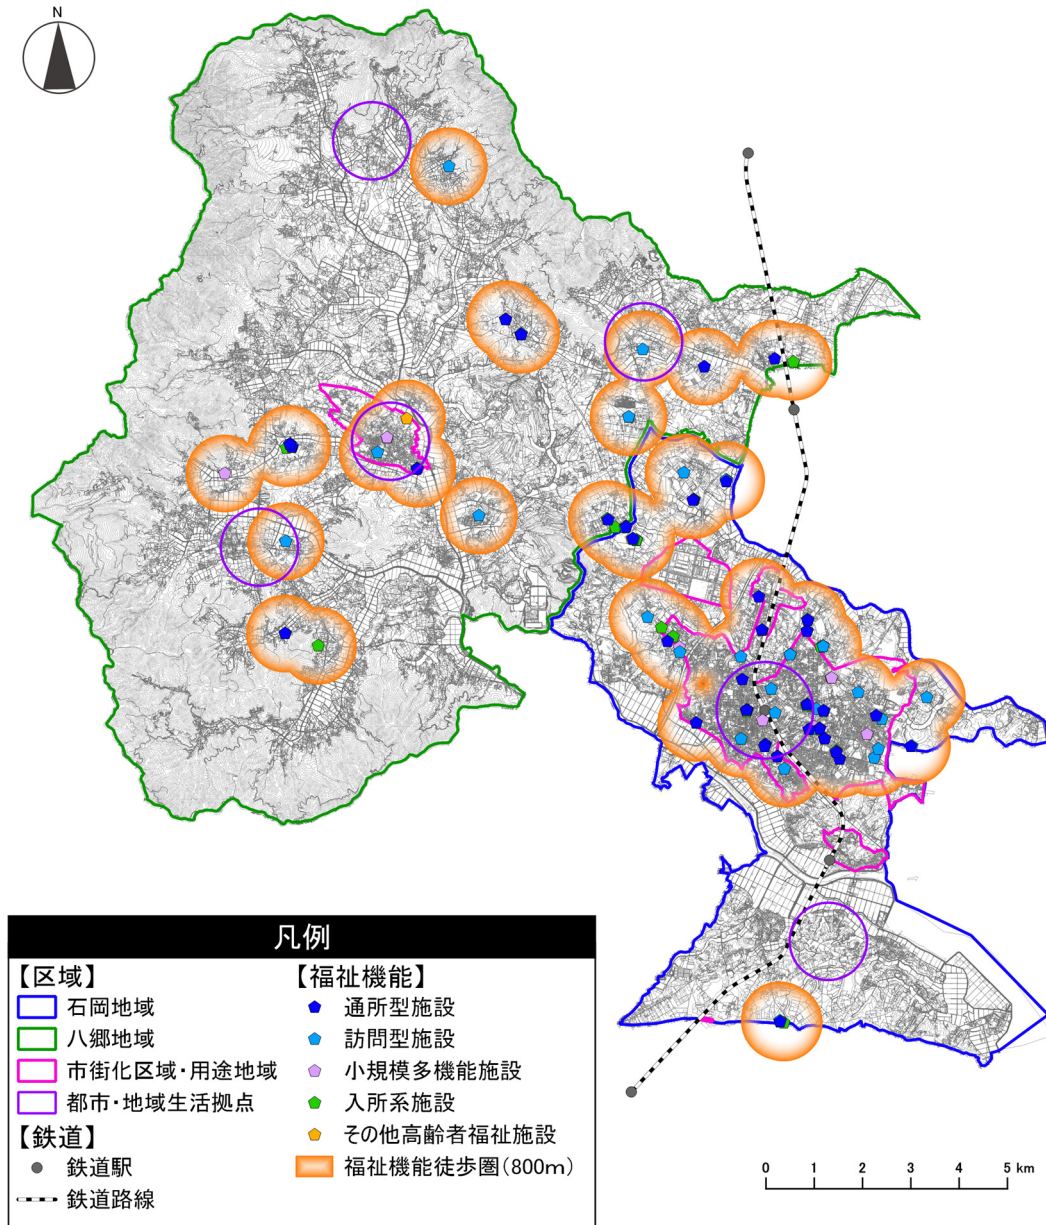 N
凡例
【区域】
石岡地域
八郷地域
市街化区域・用途地域
都市・地域生活拠点
【鉄道】
鉄道駅
鉄道路線
【福祉機能】
通所型施設
訪問型施設
小規模多機能施設
入所系施設
その他高齢者福祉施設
福祉機能徒歩圏(800m)
0 1 2 3 4 5 km